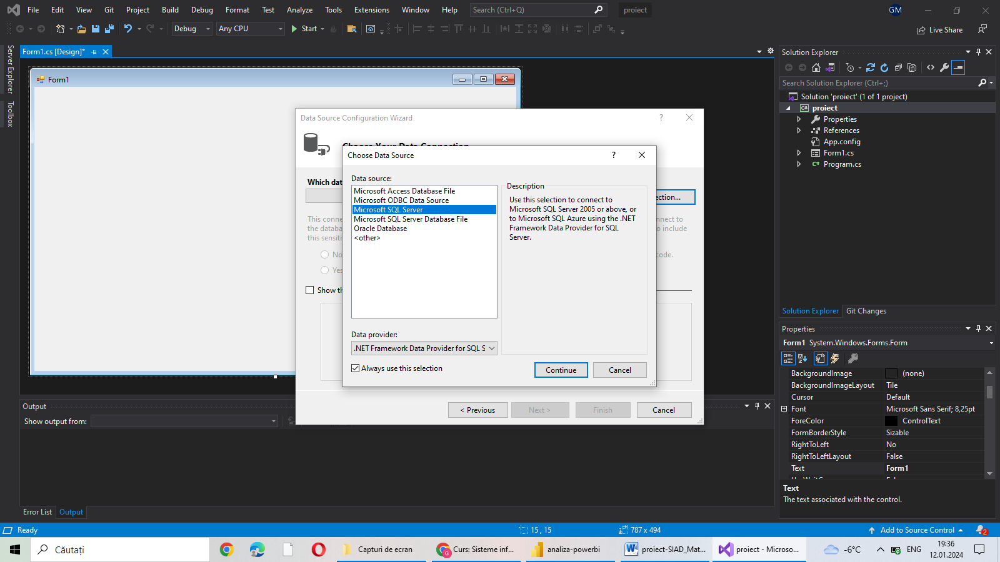 File Edit View Git Project Build Debug Format Test Analyze Tools Extensions Window Help Search (Ctrl+Q) proiect GM
Debug Any CPU Start Live Share
Server Explorer
Toolbox
Form1.cs [Design]*
Form1
Data Source Configuration Wizard ?
Choose Your Data Connection
Which dat
ction...
This conne
nnect to
the databas
to include
this sensiti
No
code.
Yes
Show th
< Previous Next > Finish Cancel
Choose Data Source ?
Data source:
Microsoft Access Database File
Microsoft ODBC Data Source
Microsoft SQL Server
Microsoft SQL Server Database File
Oracle Database
<other>
Description
Use this selection to connect to
Microsoft SQL Server 2005 or above, or
to Microsoft SQL Azure using the .NET
Framework Data Provider for SQL
Server.
Data provider:
.NET Framework Data Provider for SQL S
Always use this selection
Continue Cancel
Solution Explorer
Search Solution Explorer (Ctrl+;)
Solution 'proiect' (1 of 1 project)
C# proiect
Properties
References
App.config
Form1.cs
C# Program.cs
Solution Explorer Git Changes
Properties
Form1 System.Windows.Forms.Form
BackgroundImage (none)
BackgroundImageLayout Tile
Cursor Default
Font Microsoft Sans Serif; 8,25pt
ForeColor ControlText
FormBorderStyle Sizable
RightToLeft No
RightToLeftLayout False
Text Form1
Text
The text associated with the control.
Output
Show output from:
Error List Output
Ready 15 , 15 787 x 494 Add to Source Control 2
Căutați Capturi de ecran Curs: Sisteme inf... analiza-powerbi proiect-SIAD_Mat... proiect - Microso... -6°C ENG 19:36
12.01.2024